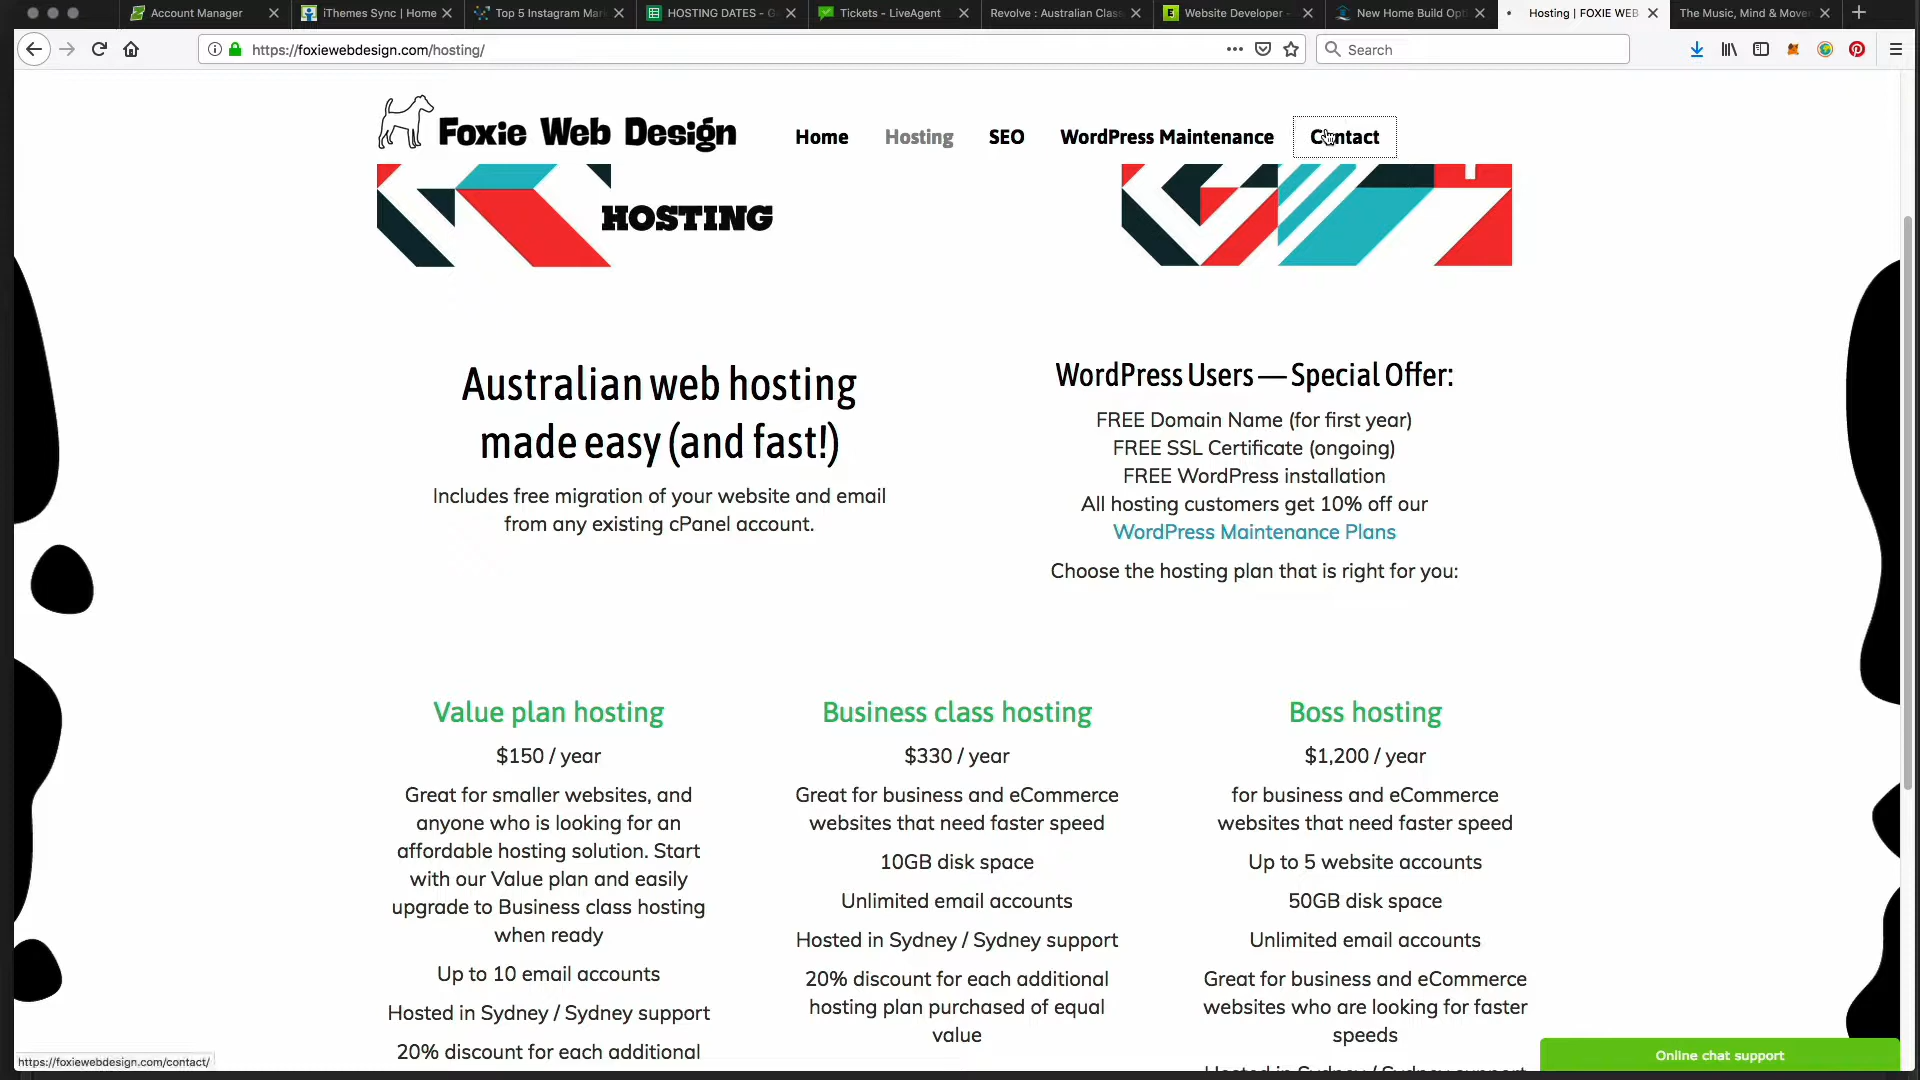 Account Manager
iThemes Sync | Home
Top 5 Instagram Mar
HOSTING DATES - G
Tickets - LiveAgent
Revolve : Australian Clas
Website Developer -
New Home Build Opt
Hosting | FOXIE WEB
The Music, Mind & Move
https://foxiewebdesign.com/hosting/
Search
Foxie Web Design
Home
Hosting
SEO
WordPress Maintenance
Contact
HOSTING
Australian web hosting
made easy (and fast!)
Includes free migration of your website and email
from any existing cPanel account.
WordPress Users — Special Offer:
FREE Domain Name (for first year)
FREE SSL Certificate (ongoing)
FREE WordPress installation
All hosting customers get 10% off our
WordPress Maintenance Plans
Choose the hosting plan that is right for you:
Value plan hosting
$150 / year
Great for smaller websites, and
anyone who is looking for an
affordable hosting solution. Start
with our Value plan and easily
upgrade to Business class hosting
when ready
Up to 10 email accounts
Hosted in Sydney / Sydney support
20% discount for each additional
Business class hosting
$330 / year
Great for business and eCommerce
websites that need faster speed
10GB disk space
Unlimited email accounts
Hosted in Sydney / Sydney support
20% discount for each additional
hosting plan purchased of equal
value
Boss hosting
$1,200 / year
for business and eCommerce
websites that need faster speed
Up to 5 website accounts
50GB disk space
Unlimited email accounts
Great for business and eCommerce
websites who are looking for faster
speeds
Hosted in Sydney / Sydney support
https://foxiewebdesign.com/contact/
Online chat support